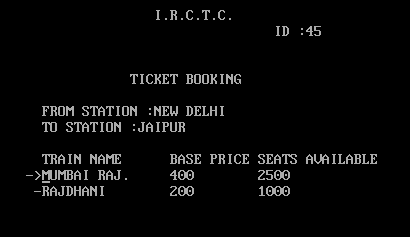 I.R.C.T.C.
ID :45
TICKET BOOKING
FROM STATION :NEW DELHI
TO STATION :JAIPUR
TRAIN NAME BASE PRICE SEATS AVAILABLE
->MUMBAI RAJ. 400 2500
-RAJDHANI 200 1000